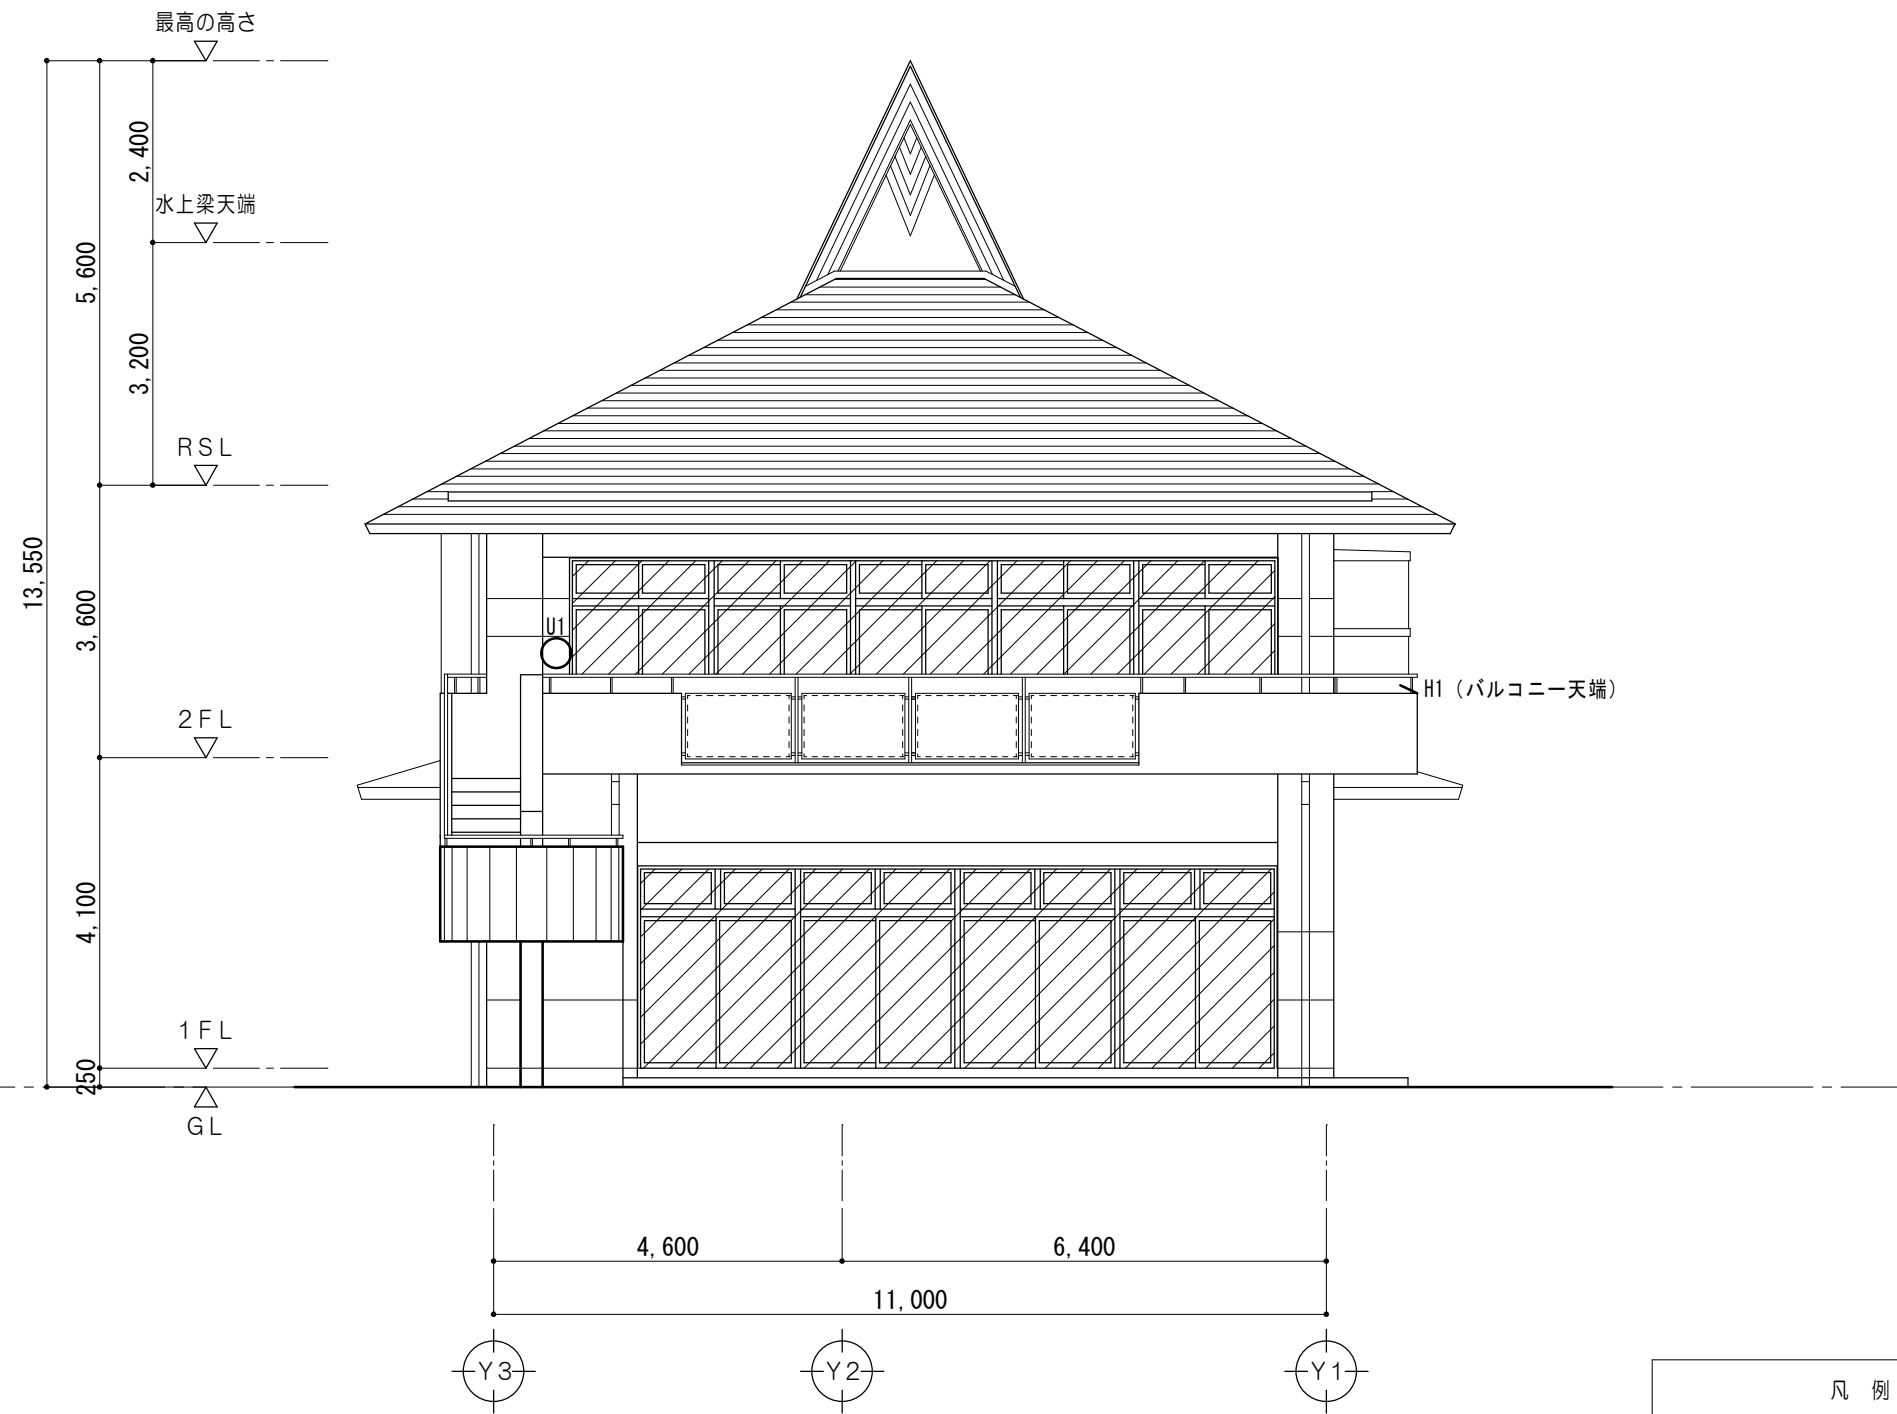 最高の高さ
2,400
水上梁天端
5,600
3,200
RSL
13,550
3,600
U1
H1（バルコニー天端）
2FL
4,100
1FL
250
GL
4,600
6,400
11,000
Y3
Y2
Y1
凡 例